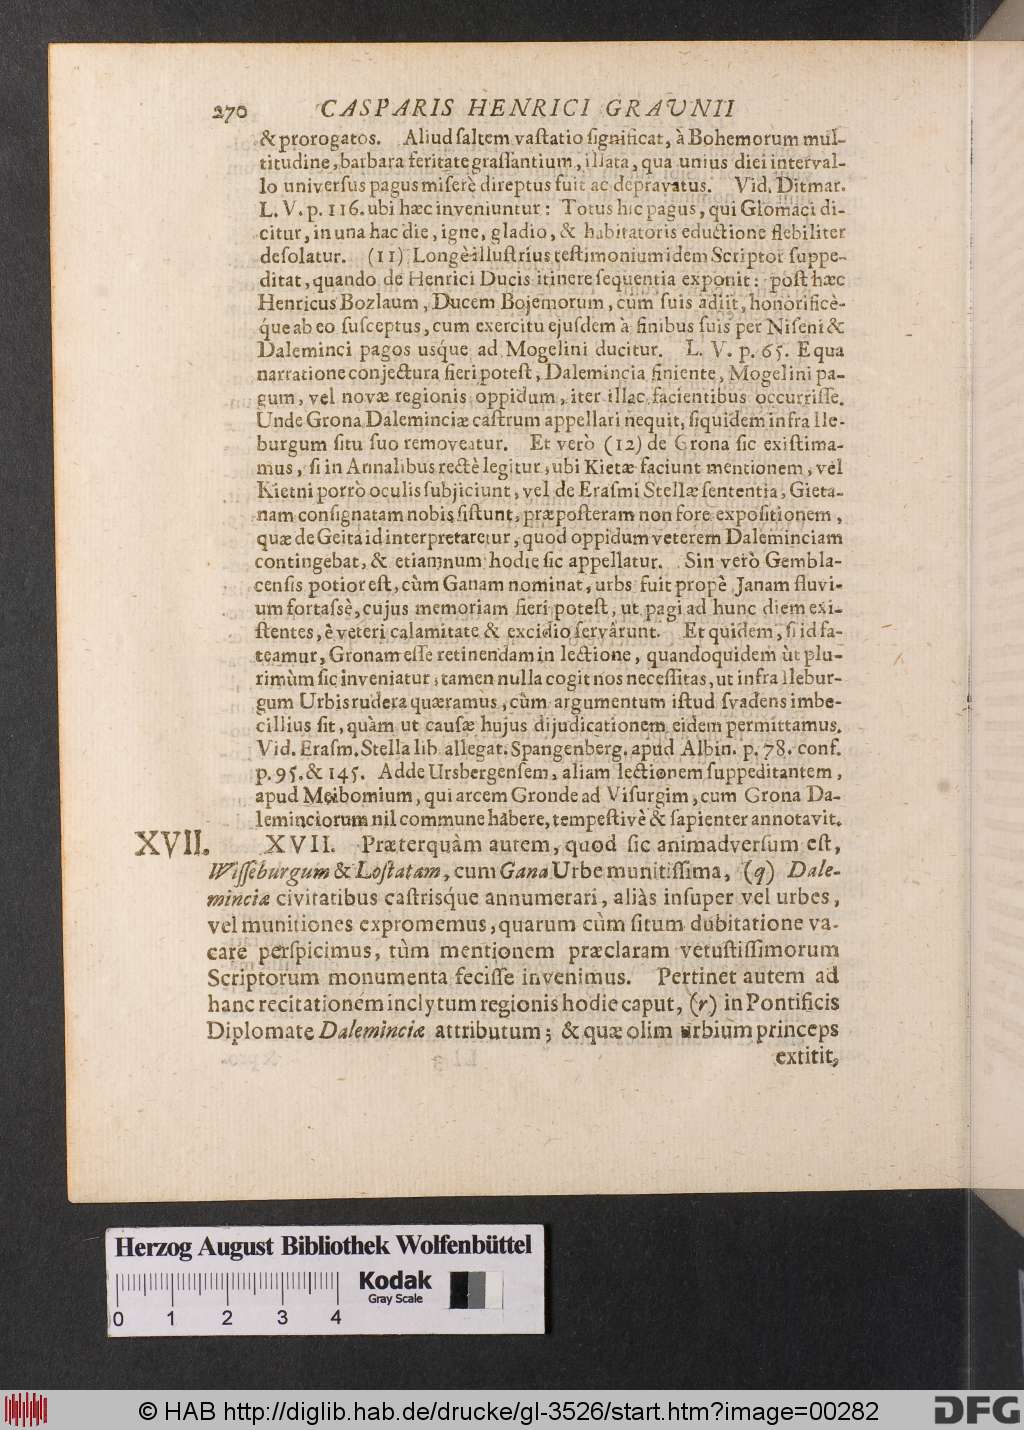 270 CASPARIS HENRICI GRAUNII
& prorogatos. Aliud saltem vastatio significat, à Bohemorum mul-
titudine, barbara feritate grassantium, illata, qua unius diei interval-
lo universus pagus miserè direptus fuit ac depravatus. Vid. Ditmar.
L. V. p. 116. ubi hæc inveniuntur: Totus hic pagus, qui Glomaci di-
citur, in una hac die, igne, gladio, & habitatoris eductione flebiliter
desolatur. (11) Longè illustrius testimonium idem Scriptor suppe-
ditat, quando de Henrici Ducis itinere sequentia exponit: post hæc
Henricus Bozlaum, Ducem Bojemorum, cum suis adiit, honorificè-
q́ue ab eo susceptus, cum exercitu ejusdem à finibus suis per Niseni &
Daleminci pagos usq́ue ad Mogelini ducitur. L. V. p. 65. E qua
narratione conjectura fieri potest, Dalemincia finiente, Mogelini pa-
gum, vel novæ regionis oppidum, iter illac facientibus occurrisse.
Unde Grona Daleminciæ castrum appellari nequit, siquidem infra Ile-
burgum situ suo removeatur. Et verò (12) de Grona sic existima-
mus, si in Annalibus rectè legitur, ubi Kietæ faciunt mentionem, vel
Kietni porrò oculis subjiciunt, vel de Erasmi Stellæ sententia, Gieta-
nam consignatam nobis sistunt, præposteram non fore expositionem,
quæ de Geita id interpretaretur, quod oppidum veterem Daleminciam
contingebat, & etiamnum hodie sic appellatur. Sin verò Gembla-
censis potior est, cùm Ganam nominat, urbs fuit propè Janam fluvi-
um fortassè, cujus memoriam fieri potest, ut pagi ad hunc diem exi-
stentes, è veteri calamitate & excidio servârunt. Et quidem, si id fa-
teamur, Gronam esse retinendam in lectione, quandoquidem ùt plu-
rimùm sic inveniatur; tamen nulla cogit nos necessitas, ut infra Ilebur-
gum Urbis rudera quæramus, cùm argumentum istud svadens imbe-
cillius sit, quàm ut causæ hujus dijudicationem eidem permittamus.
Vid. Erasm. Stella lib. allegat. Spangenberg. apud Albin. p. 78. conf.
p. 95. & 145. Adde Ursbergensem, aliam lectionem suppeditantem,
apud Meibomium, qui arcem Gronde ad Visurgim, cum Grona Da-
leminciorum nil commune habere, tempestivè & sapienter annotavit.
XVII. XVII. Præterquàm autem, quod sic animadversum est,
Wisseburgum & Lostatam, cum Gana Urbe munitissima, (q) Dale-
minciæ civitatibus castrisq́ue annumerari, aliàs insuper vel urbes,
vel munitiones expromemus, quarum cùm situm dubitatione va-
care perspicimus, tùm mentionem præclaram vetustissimorum
Scriptorum monumenta fecisse invenimus. Pertinet autem ad
hanc recitationem inclytum regionis hodie caput, (r) in Pontificis
Diplomate Daleminciæ attributum; & quæ olim urbium princeps
extitit,
Herzog August Bibliothek Wolfenbüttel
Kodak
Gray Scale
0 1 2 3 4
© HAB http://diglib.hab.de/drucke/gl-3526/start.htm?image=00282
DFG